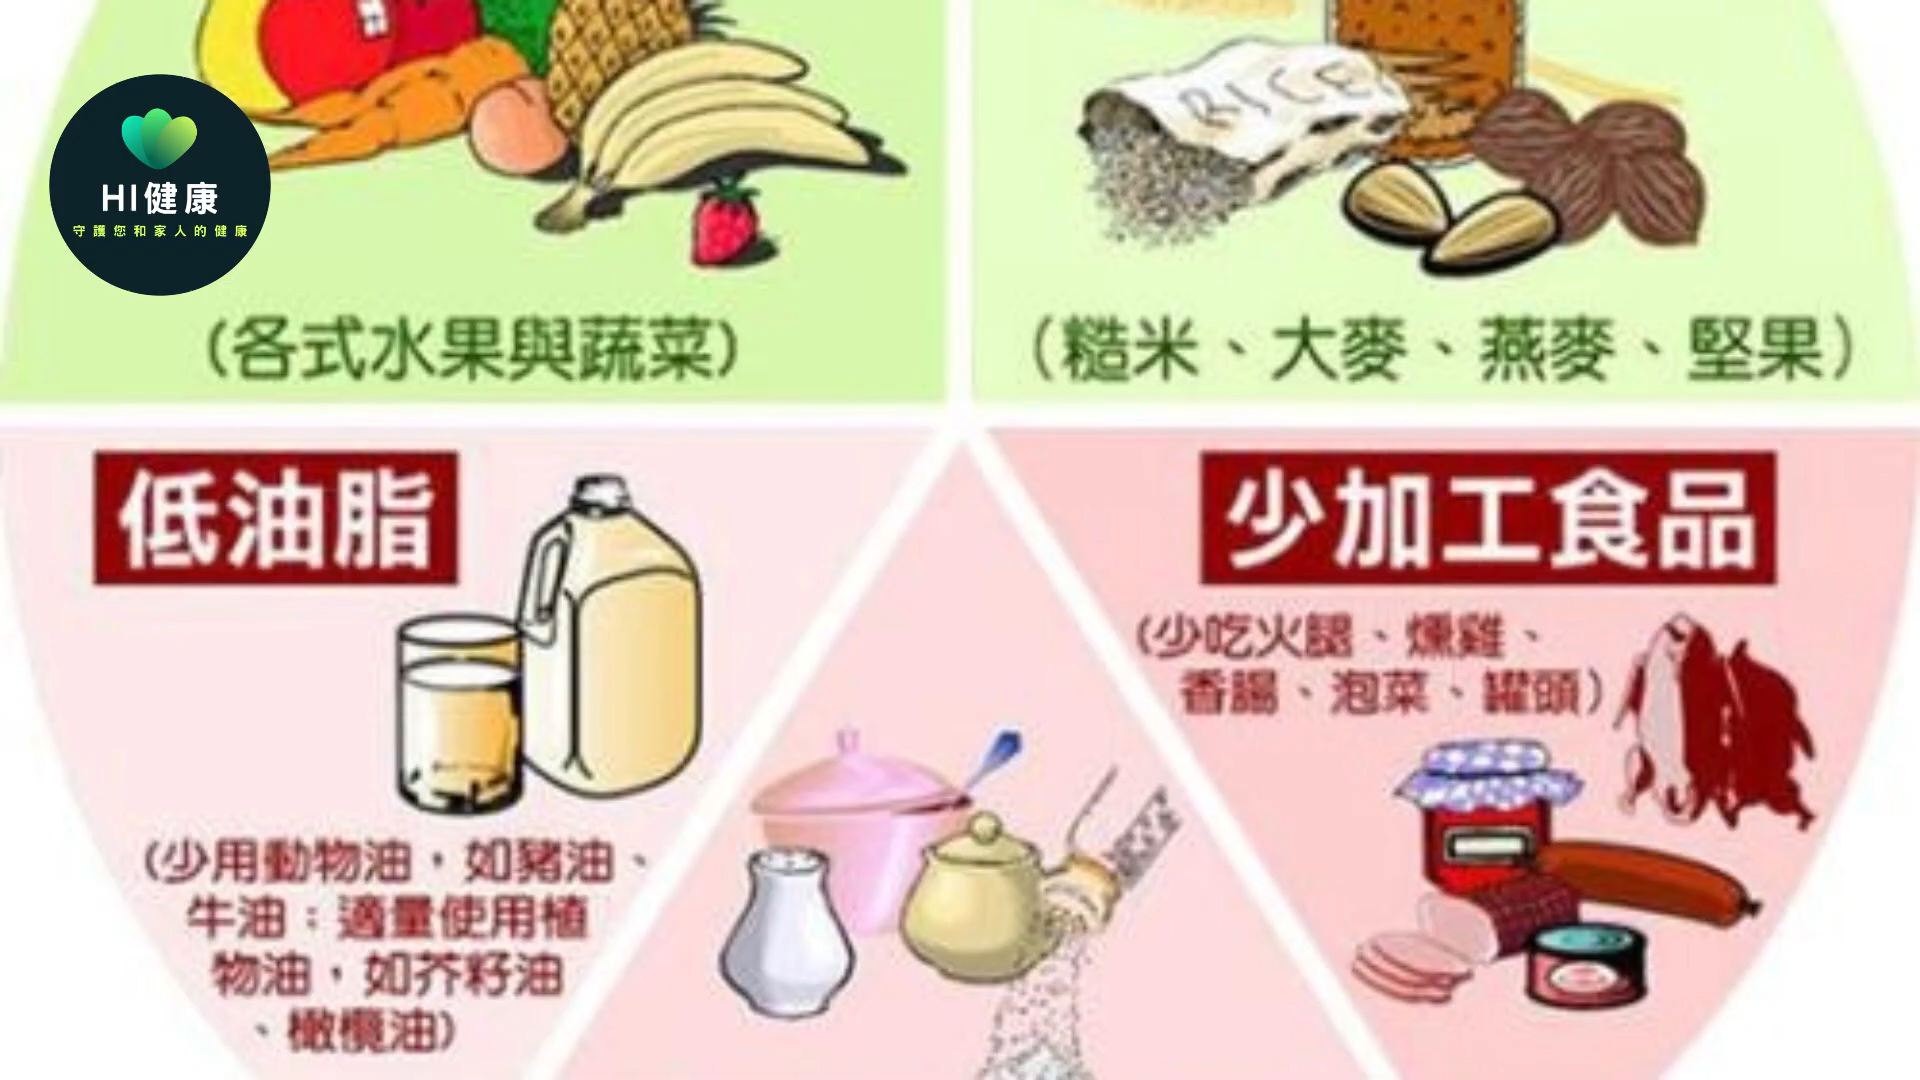 HI健康
守護您和家人的健康
RICE
(各式水果與蔬菜)
(糙米、大麥、燕麥、堅果)
低油脂
少加工食品
(少吃火腿、燻雞、
香腸、泡菜、罐頭)
(少用動物油，如豬油、
牛油；適量使用植
物油，如芥籽油
、橄欖油)